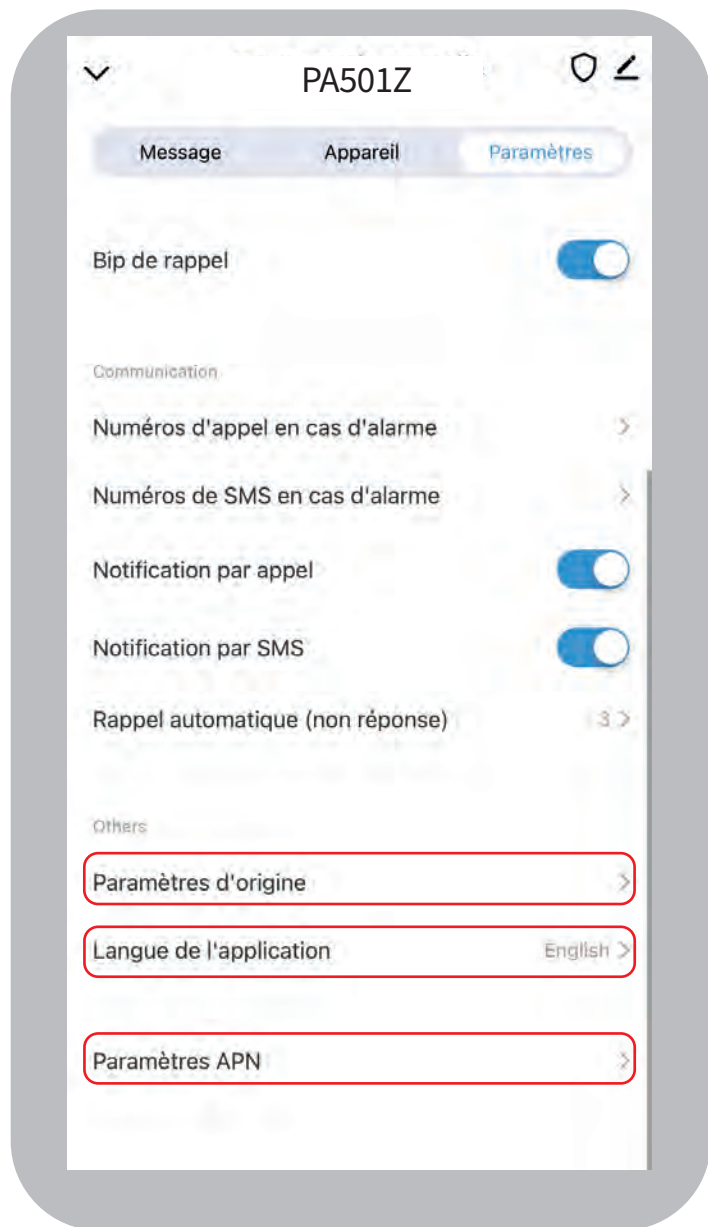 PA501Z
Message Appareil Paramètres
Bip de rappel
Communication
Numéros d'appel en cas d'alarme
Numéros de SMS en cas d'alarme
Notification par appel
Notification par SMS
Rappel automatique (non réponse) 3
Others
Paramètres d'origine
Langue de l'application English
Paramètres APN